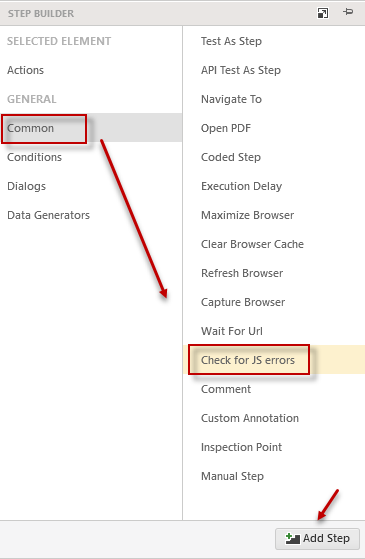 STEP BUILDER
SELECTED ELEMENT
Actions
GENERAL
Common
Conditions
Dialogs
Data Generators
Test As Step
API Test As Step
Navigate To
Open PDF
Coded Step
Execution Delay
Maximize Browser
Clear Browser Cache
Refresh Browser
Capture Browser
Wait For Url
Check for JS errors
Comment
Custom Annotation
Inspection Point
Manual Step
Add Step